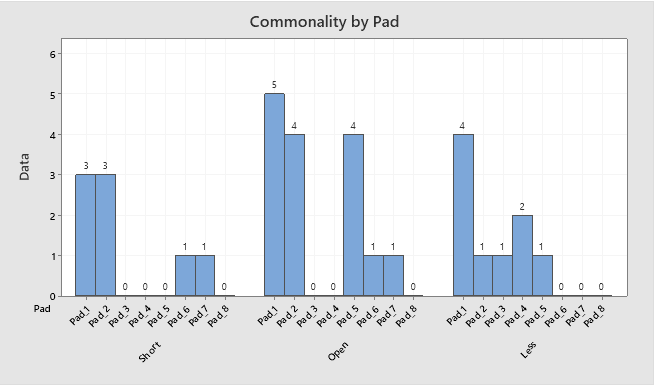 Commonality by Pad
Data
6
5
4
3
2
1
0
3 3 0 0 0 1 1 0
5 4 0 0 4 1 1 0
4 1 1 2 1 0 0 0
Pad
Pad_1 Pad_2 Pad_3 Pad_4 Pad_5 Pad_6 Pad_7 Pad_8
Pad_1 Pad_2 Pad_3 Pad_4 Pad_5 Pad_6 Pad_7 Pad_8
Pad_1 Pad_2 Pad_3 Pad_4 Pad_5 Pad_6 Pad_7 Pad_8
Short Open Less